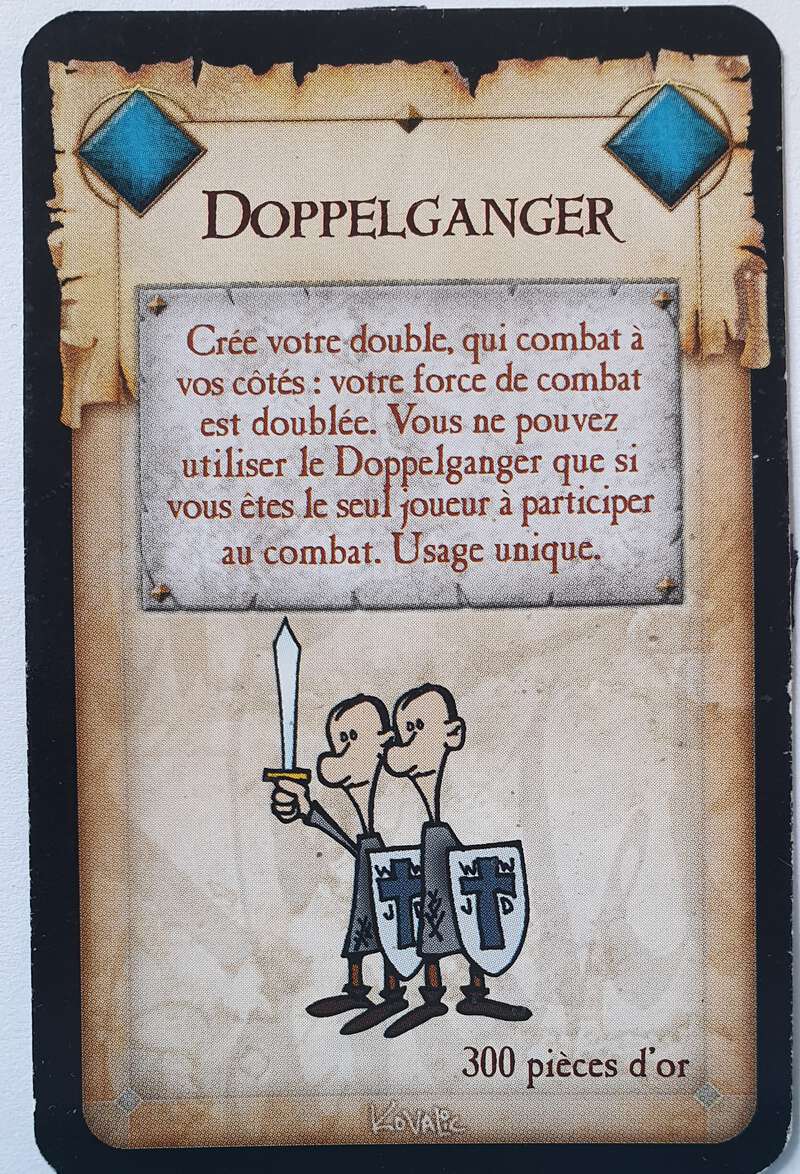 Doppelganger
Crée votre double, qui combat à
vos côtés : votre force de combat
est doublée. Vous ne pouvez
utiliser le Doppelganger que si
vous êtes le seul joueur à participer
au combat. Usage unique.
W W
J D
W W
J D
300 pièces d'or
Kovalic